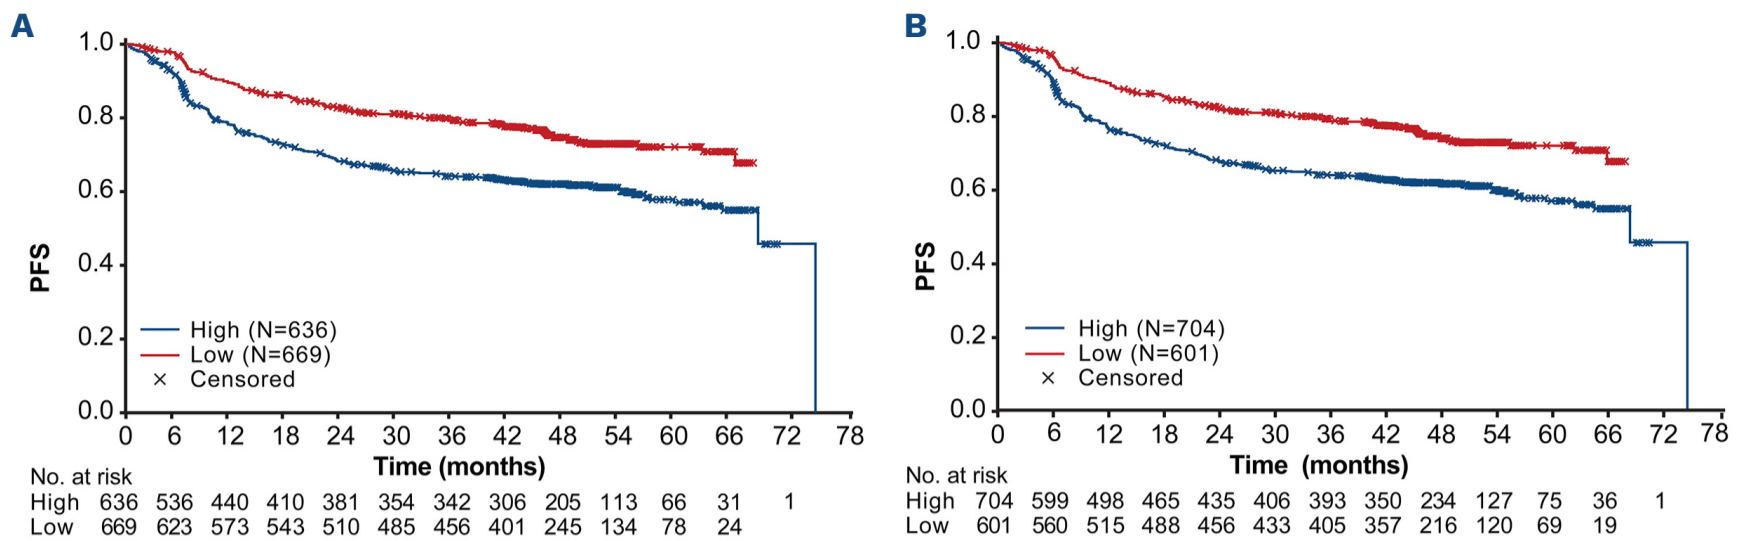 A
1.0
0.8
0.6
0.4
0.2
0.0
PFS
High (N=636)
Low (N=669)
Censored
0 6 12 18 24 30 36 42 48 54 60 66 72 78
Time (months)
No. at risk
High 636 536 440 410 381 354 342 306 205 113 66 31 1
Low 669 623 573 543 510 485 456 401 245 134 78 24
B
1.0
0.8
0.6
0.4
0.2
0.0
PFS
High (N=704)
Low (N=601)
Censored
0 6 12 18 24 30 36 42 48 54 60 66 72 78
Time (months)
No. at risk
High 704 599 498 465 435 406 393 350 234 127 75 36 1
Low 601 560 515 488 456 433 405 357 216 120 69 19